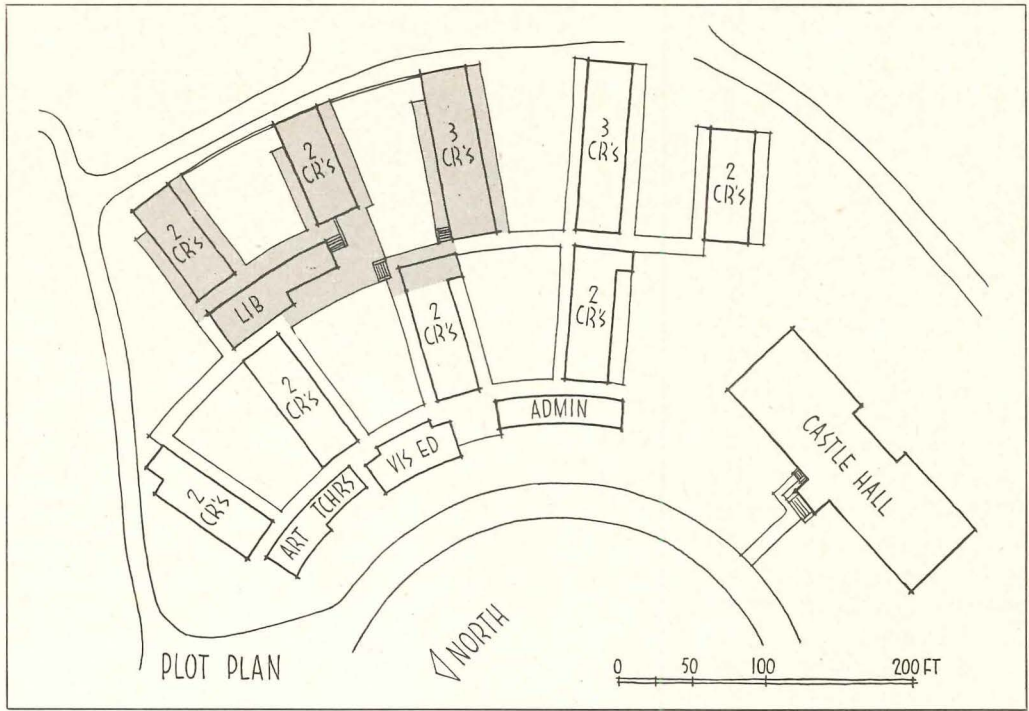 3
CR'S
3
CR'S
2
CR'S
2
CR'S
2
CR'S
LIB
2
CR'S
2
CR'S
2
CR'S
2
CR'S
ADMIN
VIS ED
TCHRS
ART
CASTLE HALL
NORTH
PLOT PLAN
0 50 100 200 FT